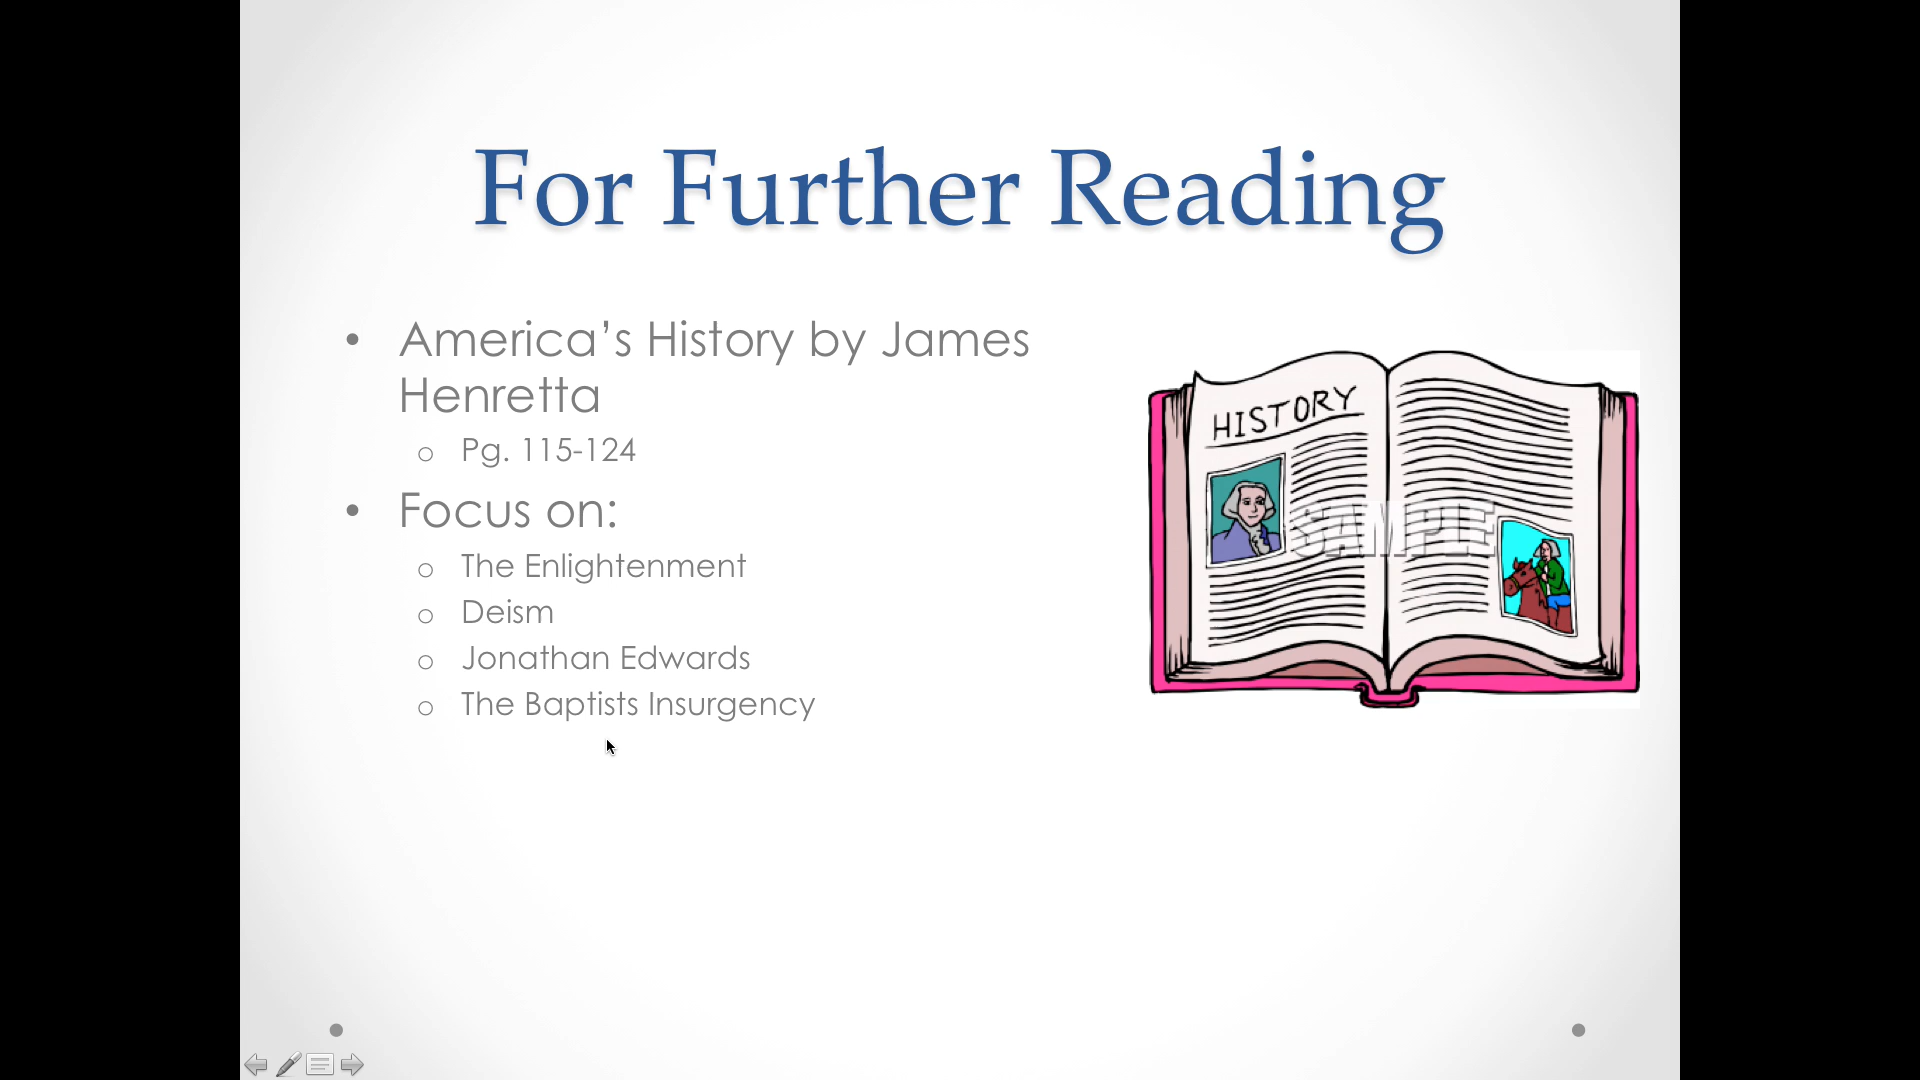 For Further Reading
• America’s History by James
Henretta
o Pg. 115-124
• Focus on:
o The Enlightenment
o Deism
o Jonathan Edwards
o The Baptists Insurgency
HISTORY
SAMPLE